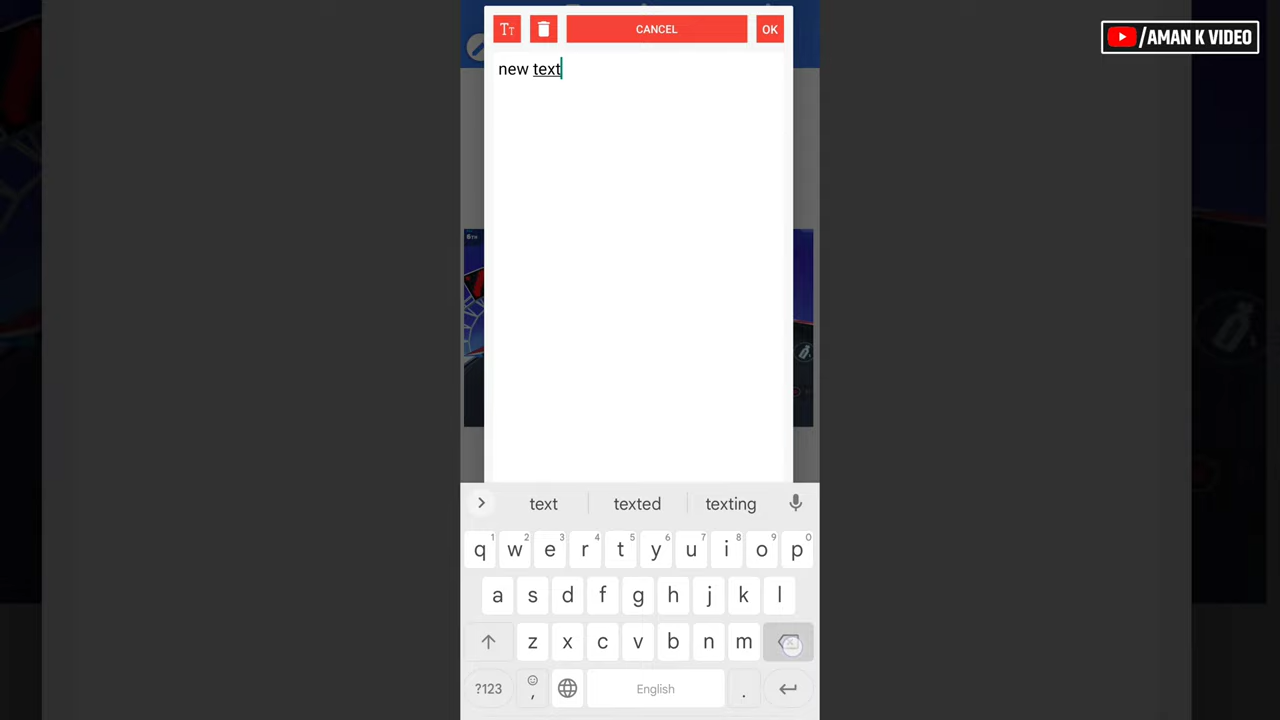 /AMAN K VIDEO
TT CANCEL OK
new text
text texted texting
1 2 3 4 5 6 7 8 9 0
q w e r t y u i o p
a s d f g h j k l
z x c v b n m
?123 , English .